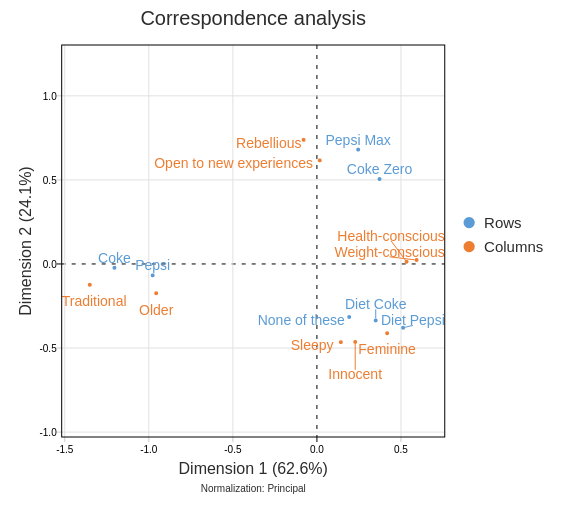 Correspondence analysis
1.0
Rebellious
Pepsi Max
Open to new experiences
Coke Zero
0.5
Rows
Health-conscious
Columns
Weight-conscious
Coke
Pepsi
0.0
Traditional
Older
Diet Coke
None of these
Diet Pepsi
Sleepy
Feminine
-0.5
Innocent
-1.0
-1.5 -1.0 -0.5 0.0 0.5
Dimension 2 (24.1%)
Dimension 1 (62.6%)
Normalization: Principal